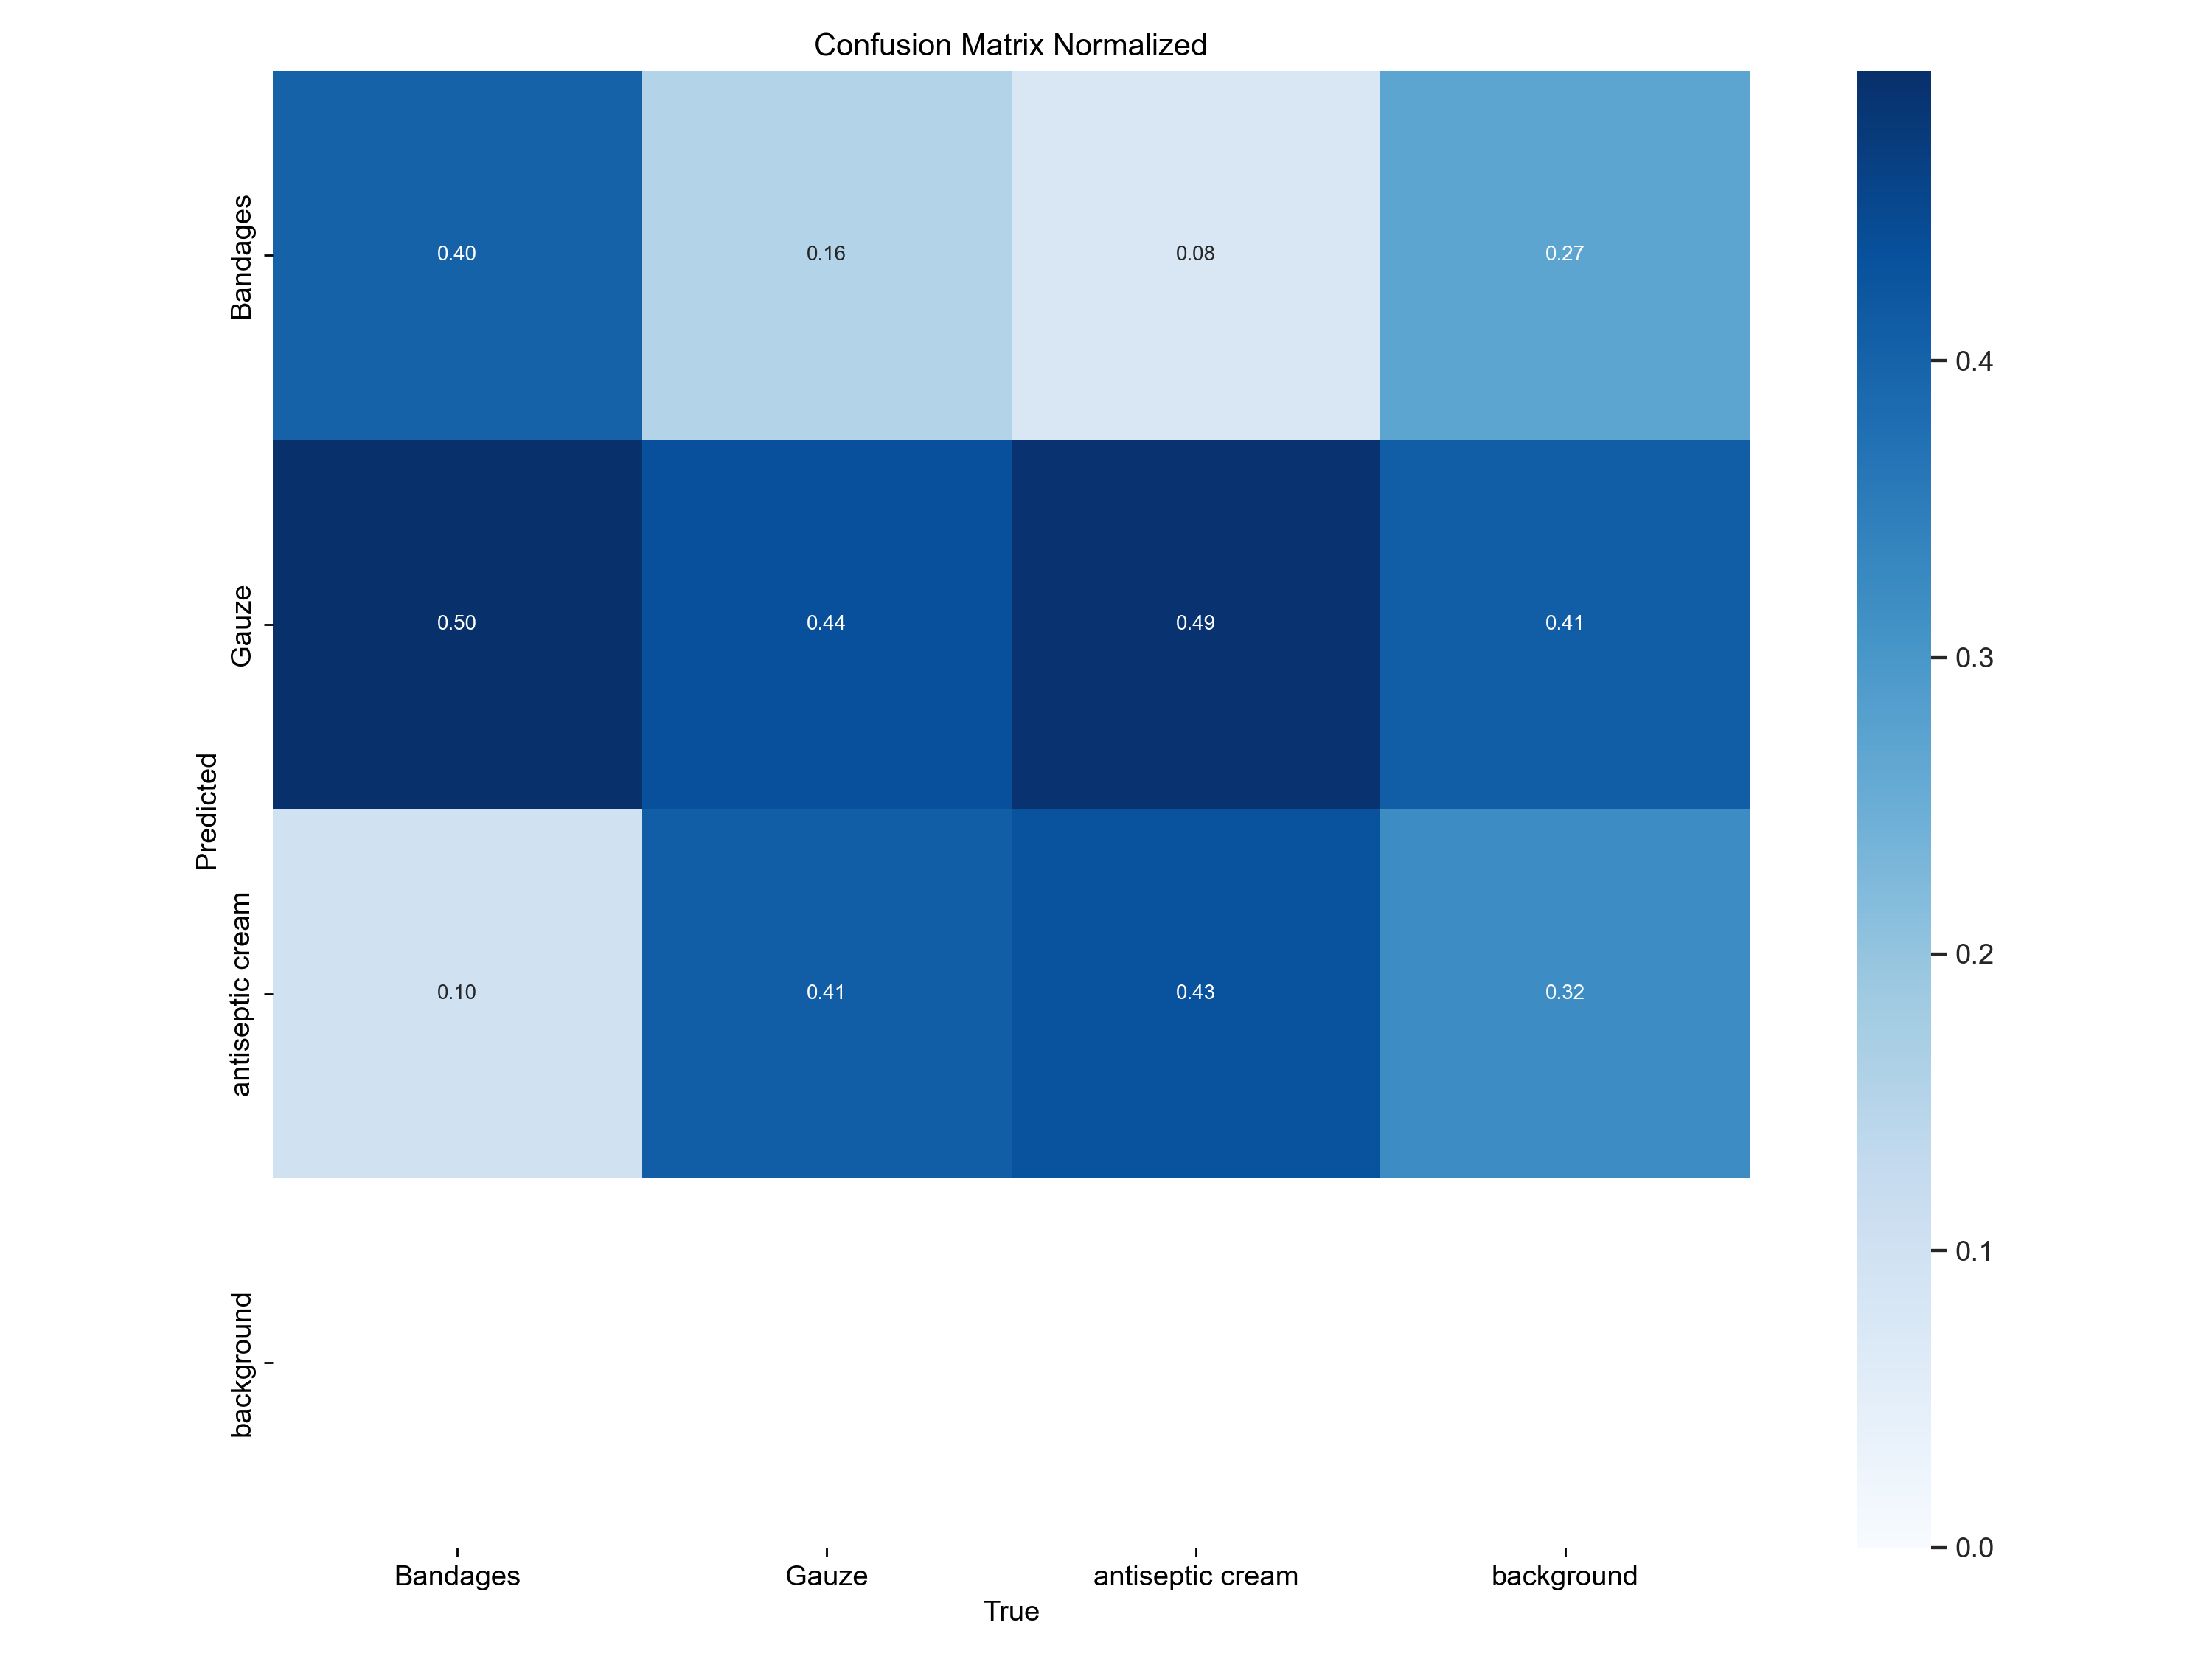 Confusion Matrix Normalized
Bandages
0.40 0.16 0.08 0.27
0.4
Gauze
0.50 0.44 0.49 0.41
0.3
Predicted
antiseptic cream
0.10 0.41 0.43 0.32
0.2
0.1
background
0.0
Bandages Gauze antiseptic cream background
True